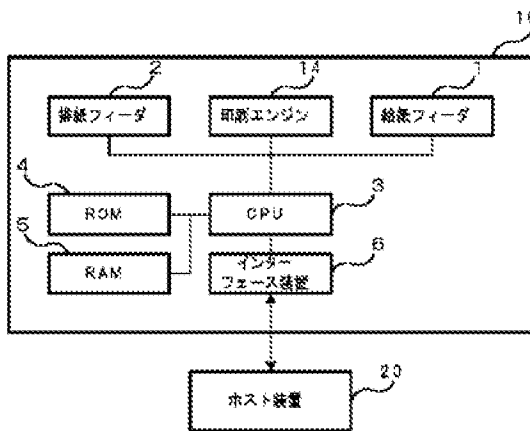 10
2
14
1
排紙フィーダ
印刷エンジン
給紙フィーダ
4
3
ROM
CPU
5
6
RAM
インター
フェース装置
20
ホスト装置